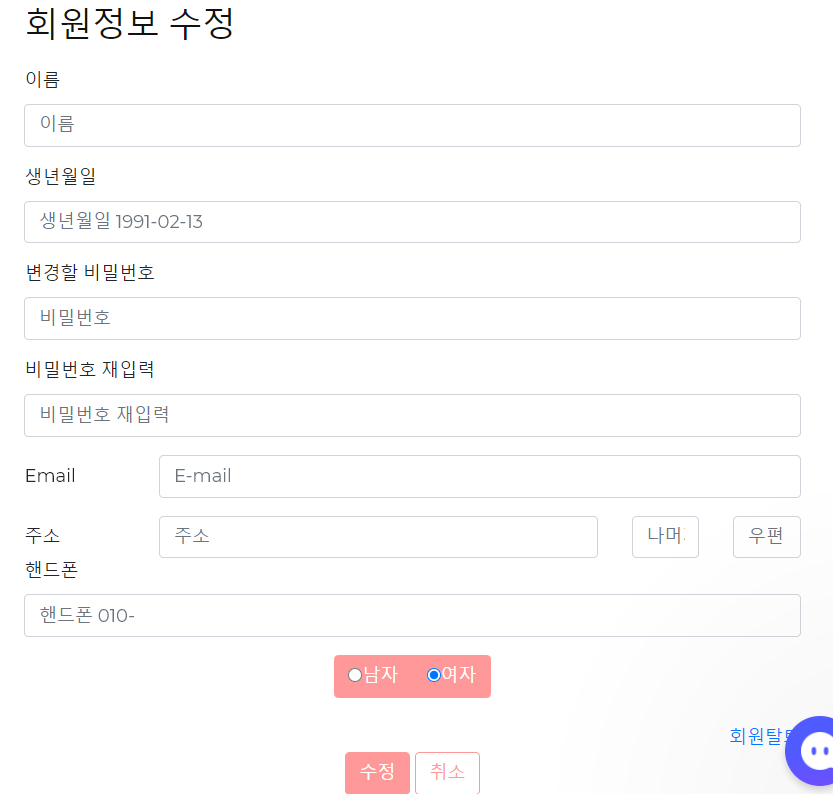 회원정보 수정
이름
이름
생년월일
생년월일 1991-02-13
변경할 비밀번호
비밀번호
비밀번호 재입력
비밀번호 재입력
Email E-mail
주소 주소 나머 우편
핸드폰
핸드폰 010-
남자 여자
수정 취소